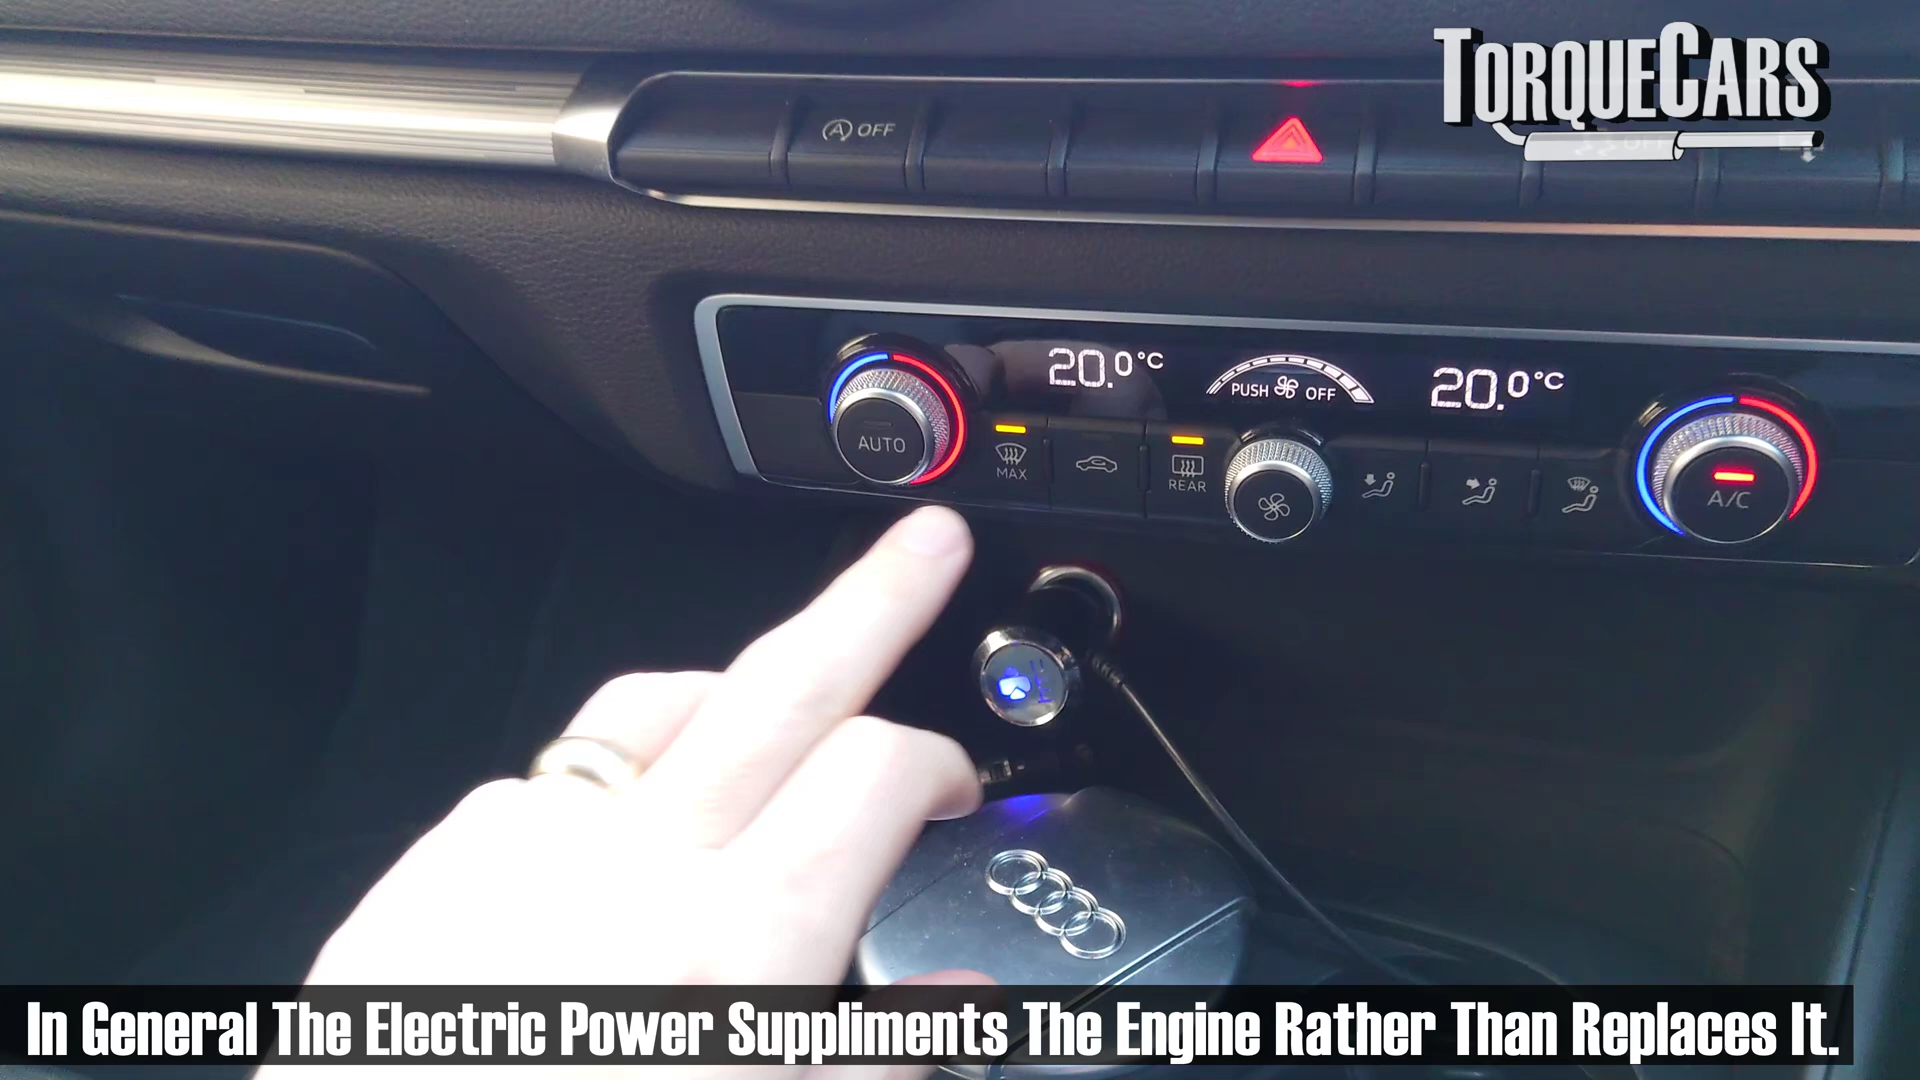 TORQUECARS
A OFF
OFF
20.0°C
PUSH OFF
20.0°C
AUTO
MAX
REAR
A/C
In General The Electric Power Suppliments The Engine Rather Than Replaces It.